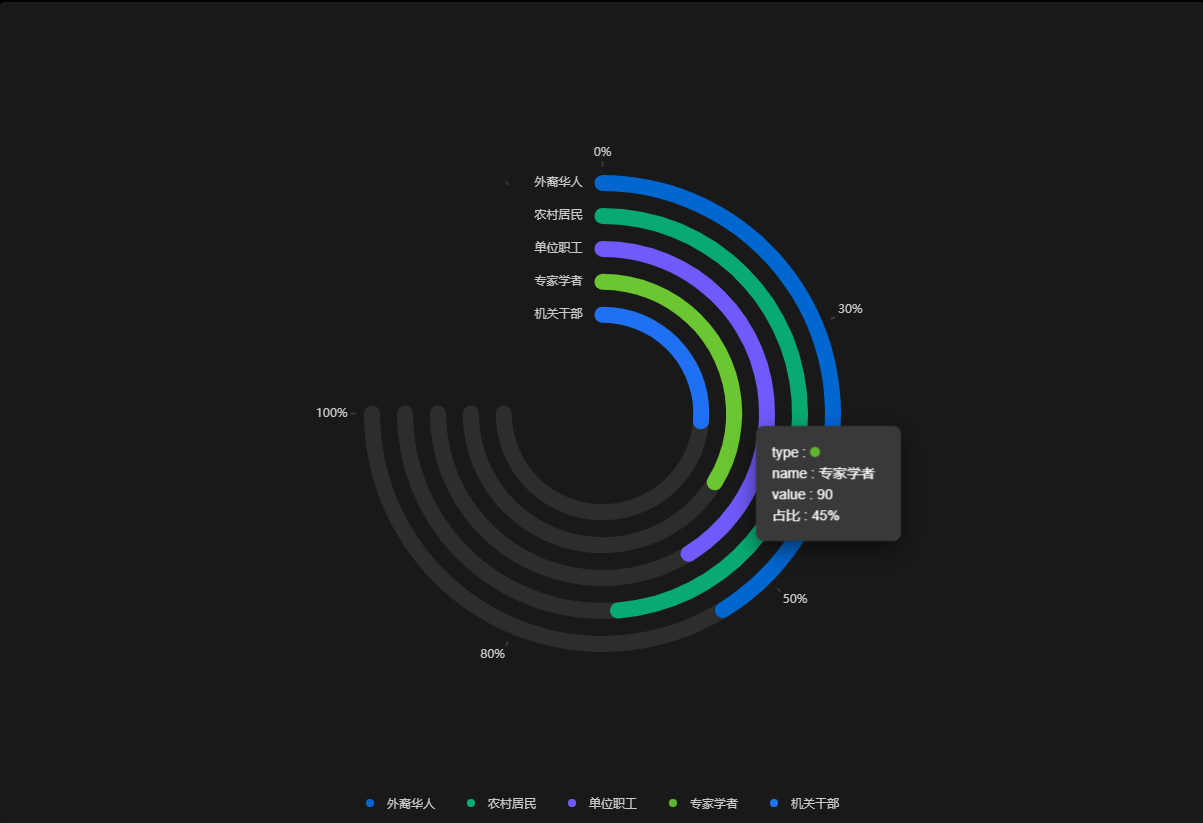 0%
外裔华人
农村居民
单位职工
专家学者
机关干部
30%
100%
type :
name : 专家学者
value : 90
占比 : 45%
50%
80%
外裔华人 农村居民 单位职工 专家学者 机关干部